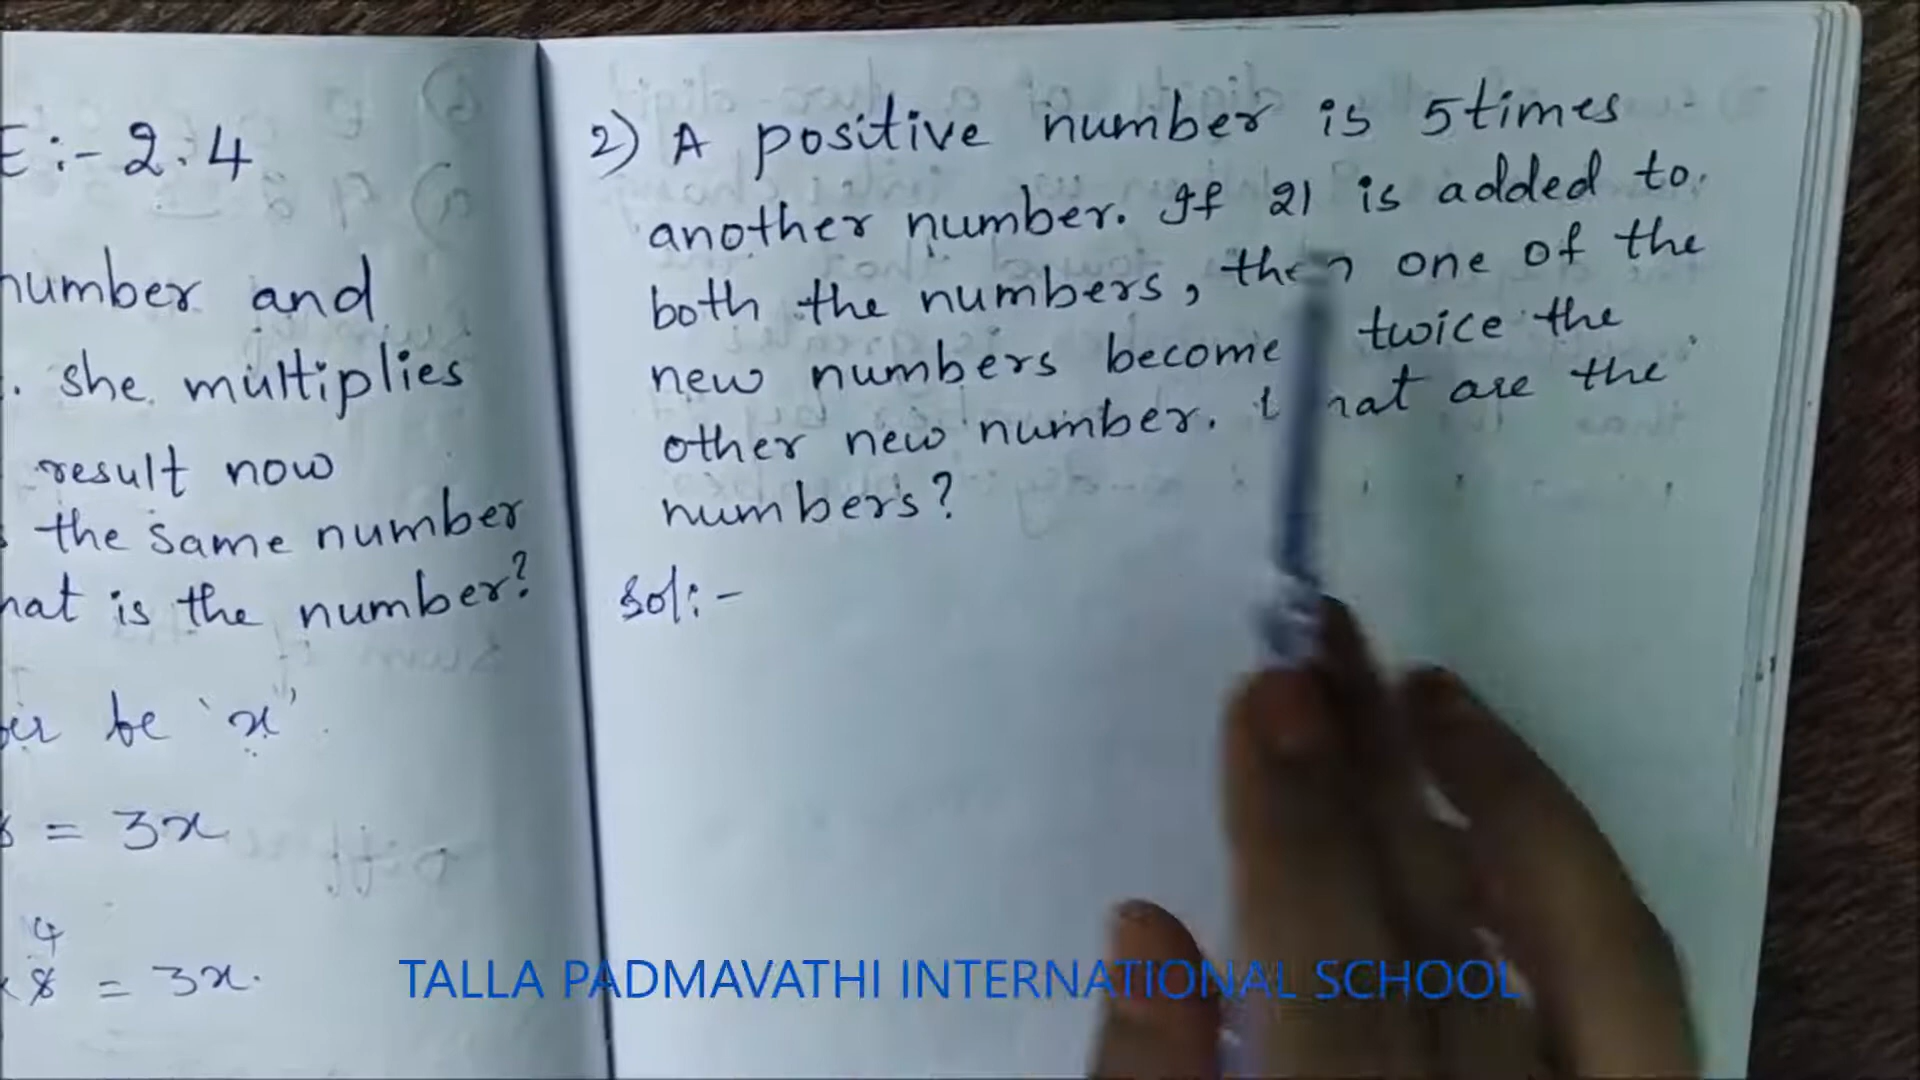 E:- 2.4
number and
. she multiplies
result now
the same number
hat is the number?
be 'x'
= 3x
4
8 = 3x.
2) A positive number is 5times
another number. If 21 is added to
both the numbers, then one of the
new numbers become twice the
other new number. are the
numbers?
Sol:-
TALLA PADMAVATHI INTERNATIONAL SCHOOL